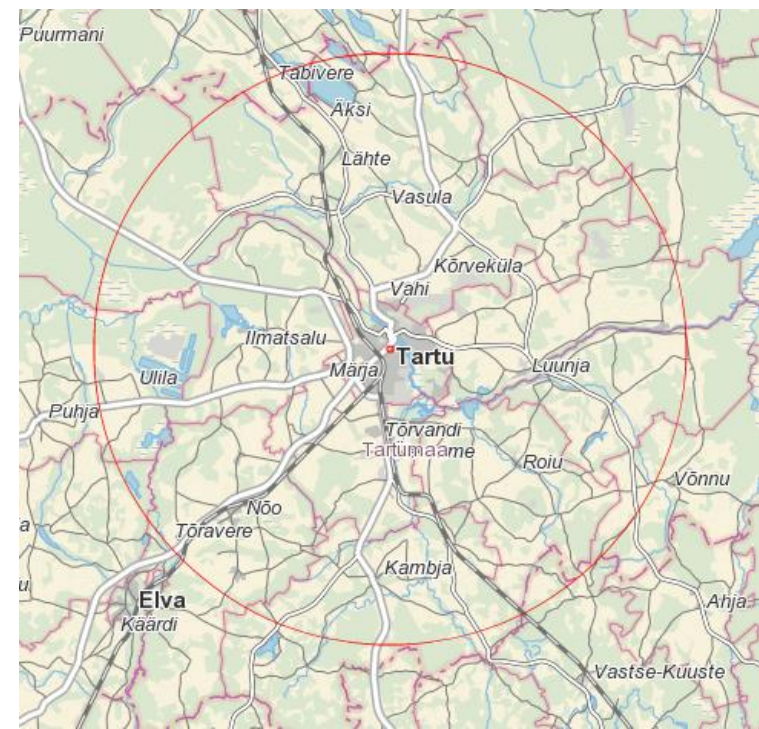 Puurmani
Tabivere
Äksi
Lähte
Vasula
Kõrveküla
Vahi
Ilmatsalu
Tartu
Märja
Luunja
Ulila
Puhja
Tõrvandi
Tartumaa
me
Roiu
Võnnu
Nõo
a
Tõravere
Kambja
u
Elva
Ahja
Käärdi
Vastse-Kuuste